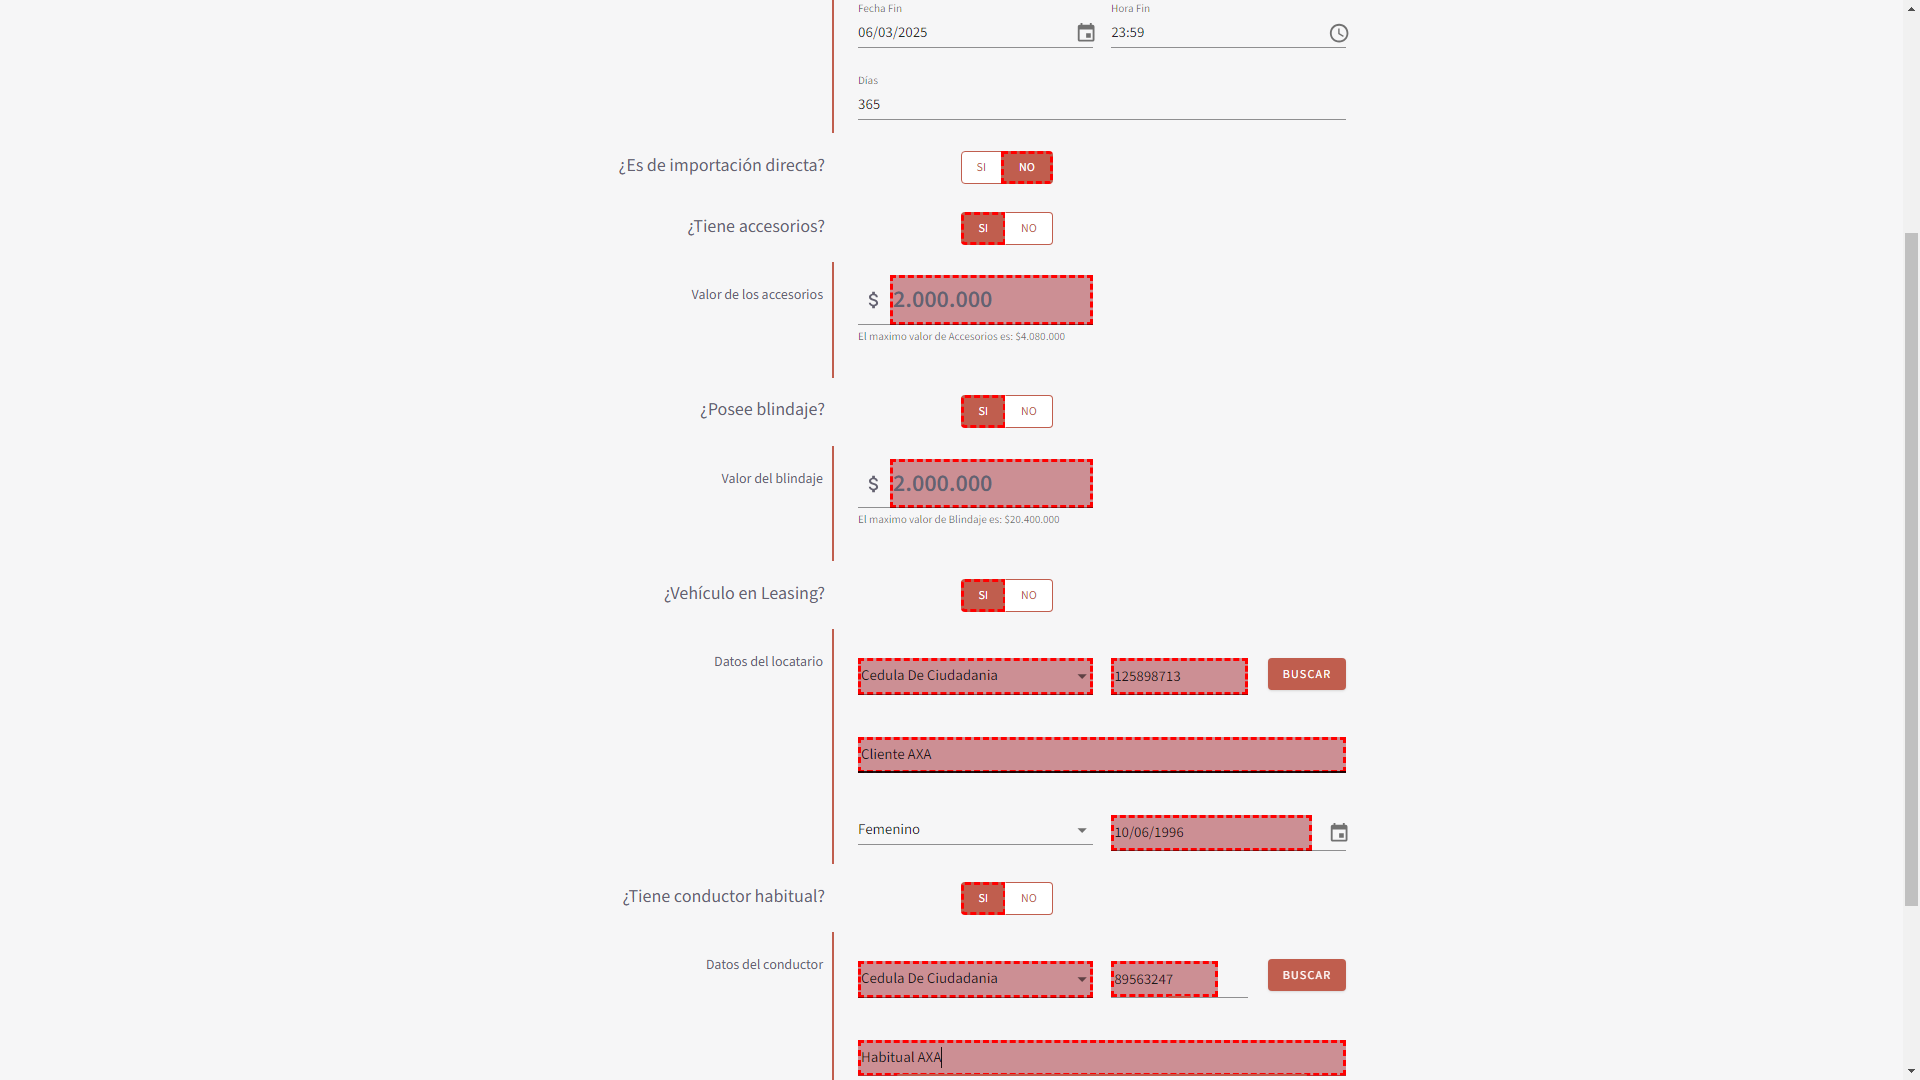 Fecha Fin
Hora Fin
06/03/2025
23:59
Días
365
¿Es de importación directa?
SI
NO
¿Tiene accesorios?
SI
NO
Valor de los accesorios
$
2.000.000
El maximo valor de Accesorios es: $4.080.000
¿Posee blindaje?
SI
NO
Valor del blindaje
$
2.000.000
El maximo valor de Blindaje es: $20.400.000
¿Vehículo en Leasing?
SI
NO
Datos del locatario
Cedula De Ciudadania
125898713
BUSCAR
Cliente AXA
Femenino
10/06/1996
¿Tiene conductor habitual?
SI
NO
Datos del conductor
Cedula De Ciudadania
89563247
BUSCAR
Habitual AXA